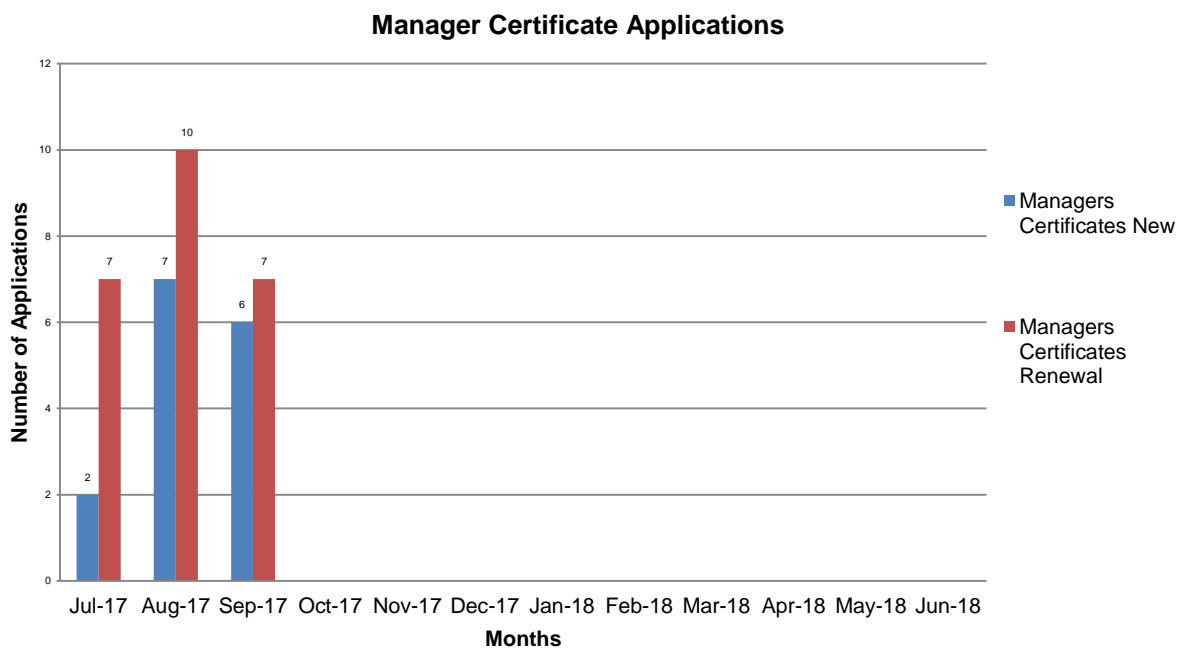 Manager Certificate Applications
12
10
8
6
4
2
0
Number of Applications
2
7
7
10
6
7
Jul-17 Aug-17 Sep-17 Oct-17 Nov-17 Dec-17 Jan-18 Feb-18 Mar-18 Apr-18 May-18 Jun-18
Months
Managers
Certificates New
Managers
Certificates
Renewal